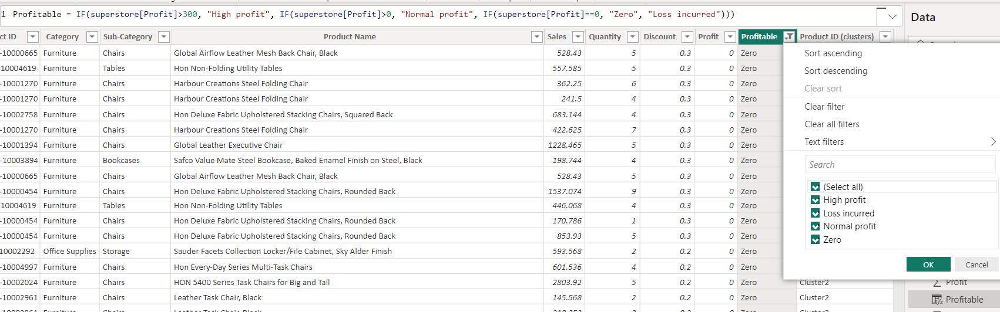 1 Profitable = IF(superstore[Profit]>300, "High profit", IF(superstore[Profit]>0, "Normal profit", IF(superstore[Profit]==0, "Zero", "Loss incurred")))
Data
ct ID Category Sub-Category Product Name Sales Quantity Discount Profit Profitable Product ID (clusters)
-10000665 Furniture Chairs Global Airflow Leather Mesh Back Chair, Black 528.43 5 0.3 0 Zero
-10004619 Furniture Tables Hon Non-Folding Utility Tables 557.585 5 0.3 0 Zero
-10001270 Furniture Chairs Harbour Creations Steel Folding Chair 362.25 6 0.3 0 Zero
-10001270 Furniture Chairs Harbour Creations Steel Folding Chair 241.5 4 0.3 0 Zero
-10002758 Furniture Chairs Hon Deluxe Fabric Upholstered Stacking Chairs, Squared Back 683.144 4 0.3 0 Zero
-10001270 Furniture Chairs Harbour Creations Steel Folding Chair 422.625 7 0.3 0 Zero
-10001394 Furniture Chairs Global Leather Executive Chair 1228.465 5 0.3 0 Zero
-10003894 Furniture Bookcases Safco Value Mate Steel Bookcase, Baked Enamel Finish on Steel, Black 198.744 4 0.3 0 Zero
-10000665 Furniture Chairs Global Airflow Leather Mesh Back Chair, Black 528.43 5 0.3 0 Zero
-10000454 Furniture Chairs Hon Deluxe Fabric Upholstered Stacking Chairs, Rounded Back 1537.074 9 0.3 0 Zero
-10004619 Furniture Tables Hon Non-Folding Utility Tables 446.068 4 0.3 0 Zero
-10000454 Furniture Chairs Hon Deluxe Fabric Upholstered Stacking Chairs, Rounded Back 170.786 1 0.3 0 Zero
-10000454 Furniture Chairs Hon Deluxe Fabric Upholstered Stacking Chairs, Rounded Back 853.93 5 0.3 0 Zero
10002292 Office Supplies Storage Sauder Facets Collection Locker/File Cabinet, Sky Alder Finish 593.568 2 0.2 0 Zero
-10004997 Furniture Chairs Hon Every-Day Series Multi-Task Chairs 601.536 4 0.2 0 Zero
-10002024 Furniture Chairs HON 5400 Series Task Chairs for Big and Tall 2803.92 5 0.2 0 Zero Cluster2
-10002961 Furniture Chairs Leather Task Chair, Black 145.568 2 0.2 0 Zero Cluster2
Sort ascending
Sort descending
Clear sort
Clear filter
Clear all filters
Text filters
Search
(Select all)
High profit
Loss incurred
Normal profit
Zero
OK Cancel
Profit
Profitable